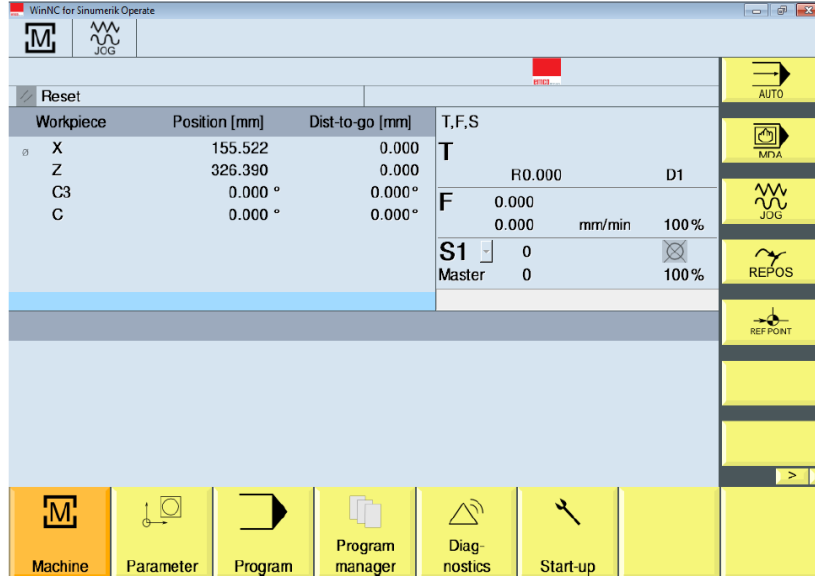 WinNC for Sinumerik Operate
M
JOG
Reset
AUTO
Workpiece Position [mm] Dist-to-go [mm] T,F,S
ø X 155.522 0.000 T
MDA
Z 326.390 0.000 R0.000 D1
C3 0.000 ° 0.000° F 0.000
JOG
C 0.000 ° 0.000° 0.000 mm/min 100%
S1 0
REPOS
Master 0 100%
REF POINT
>
M
Machine Parameter Program Program manager Diag-nostics Start-up